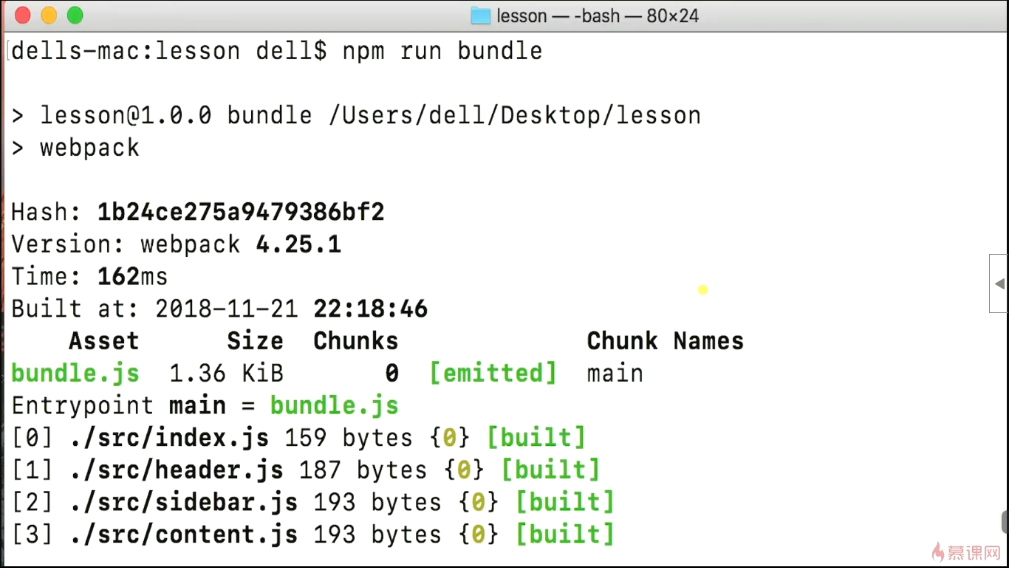 lesson — -bash — 80×24
dells-mac:lesson dell$ npm run bundle
> lesson@1.0.0 bundle /Users/dell/Desktop/lesson
> webpack
Hash: 1b24ce275a9479386bf2
Version: webpack 4.25.1
Time: 162ms
Built at: 2018-11-21 22:18:46
Asset Size Chunks Chunk Names
bundle.js 1.36 KiB 0 [emitted] main
Entrypoint main = bundle.js
[0] ./src/index.js 159 bytes {0} [built]
[1] ./src/header.js 187 bytes {0} [built]
[2] ./src/sidebar.js 193 bytes {0} [built]
[3] ./src/content.js 193 bytes {0} [built]
慕课网